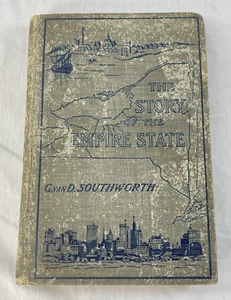 THE
STORY
OF THE
EMPIRE STATE
G. VAN D. SOUTHWORTH